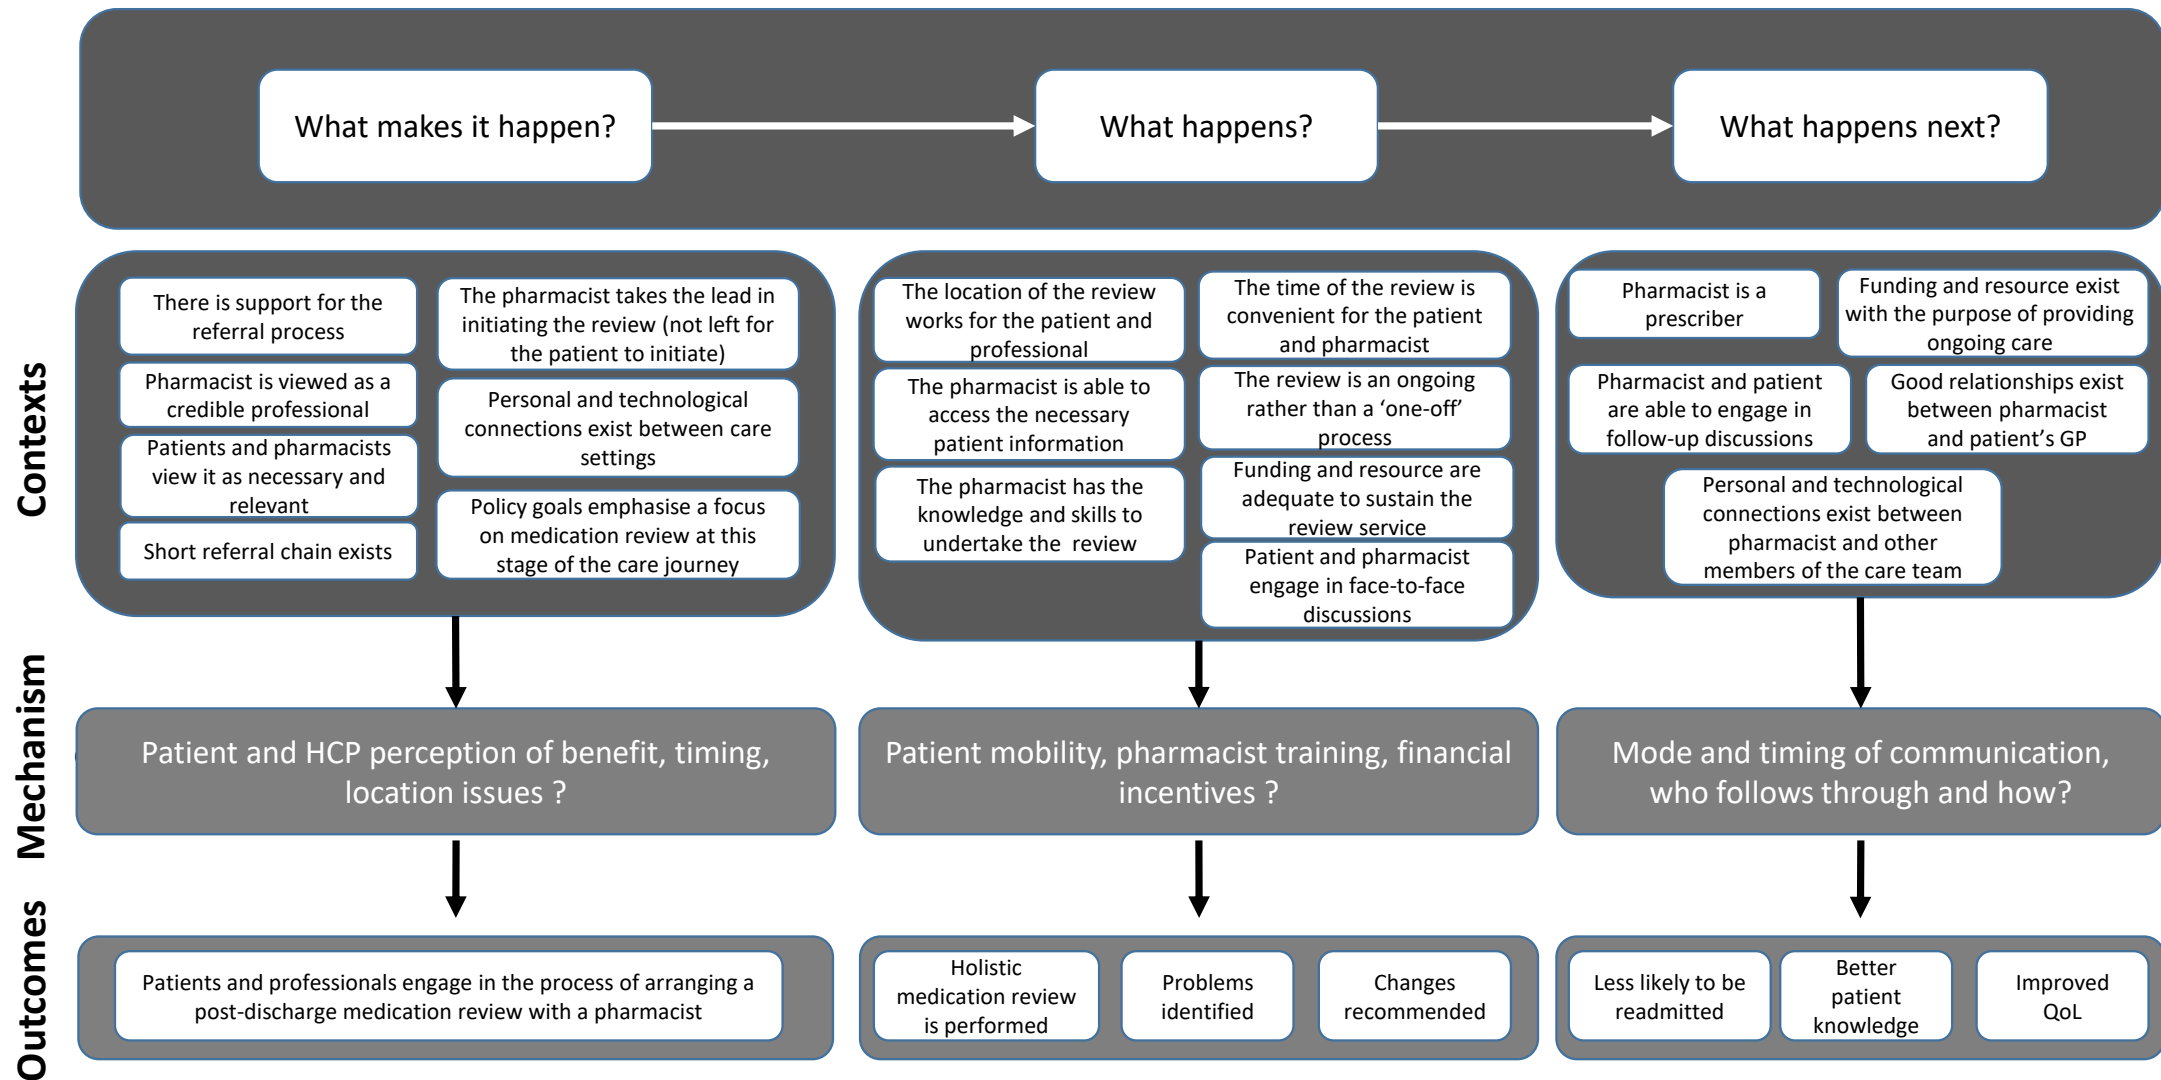 What makes it happen?
What happens?
What happens next?
Contexts
There is support for the
referral process
Pharmacist is viewed as a
credible professional
Patients and pharmacists
view it as necessary and
relevant
Short referral chain exists
The pharmacist takes the lead in
initiating the review (not left for
the patient to initiate)
Personal and technological
connections exist between care
settings
Policy goals emphasise a focus
on medication review at this
stage of the care journey
The location of the review
works for the patient and
professional
The pharmacist is able to
access the necessary
patient information
The pharmacist has the
knowledge and skills to
undertake the  review
The time of the review is
convenient for the patient
and pharmacist
The review is an ongoing
rather than a ‘one-off’
process
Funding and resource are
adequate to sustain the
review service
Patient and pharmacist
engage in face-to-face
discussions
Pharmacist is a
prescriber
Funding and resource exist
with the purpose of providing
ongoing care
Pharmacist and patient
are able to engage in
follow-up discussions
Good relationships exist
between pharmacist
and patient’s GP
Personal and technological
connections exist between
pharmacist and other
members of the care team
Mechanism
Patient and HCP perception of benefit, timing,
location issues ?
Patient mobility, pharmacist training, financial
incentives ?
Mode and timing of communication,
who follows through and how?
Outcomes
Patients and professionals engage in the process of arranging a
post-discharge medication review with a pharmacist
Holistic
medication review
is performed
Problems
identified
Changes
recommended
Less likely to be
readmitted
Better
patient
knowledge
Improved
QoL